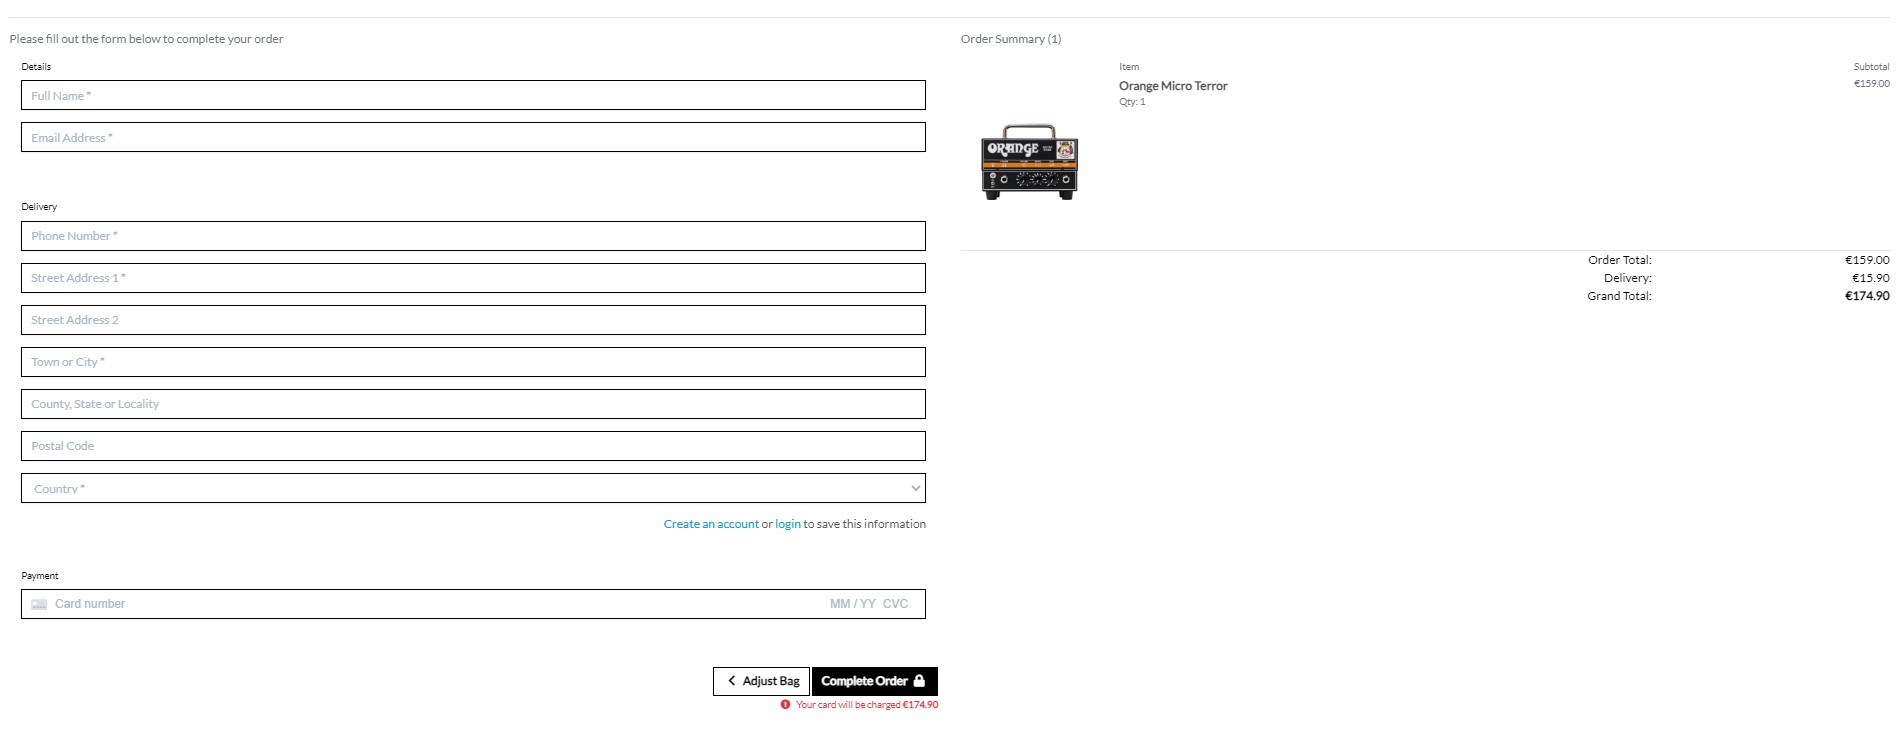 Please fill out the form below to complete your order
Details
Full Name *
Email Address *
Delivery
Phone Number *
Street Address 1 *
Street Address 2
Town or City *
County, State or Locality
Postal Code
Country *
Create an account or login to save this information
Payment
Card number MM / YY CVC
Adjust Bag Complete Order
Your card will be charged €174.90
Order Summary (1)
Item Subtotal
Orange Micro Terror €159.00
Qty: 1
ORANGE
Order Total: €159.00
Delivery: €15.90
Grand Total: €174.90